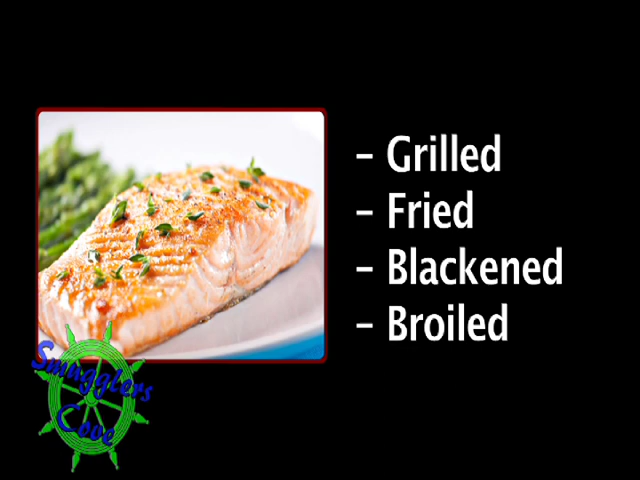 - Grilled
- Fried
- Blackened
- Broiled
Smugglers
Cove